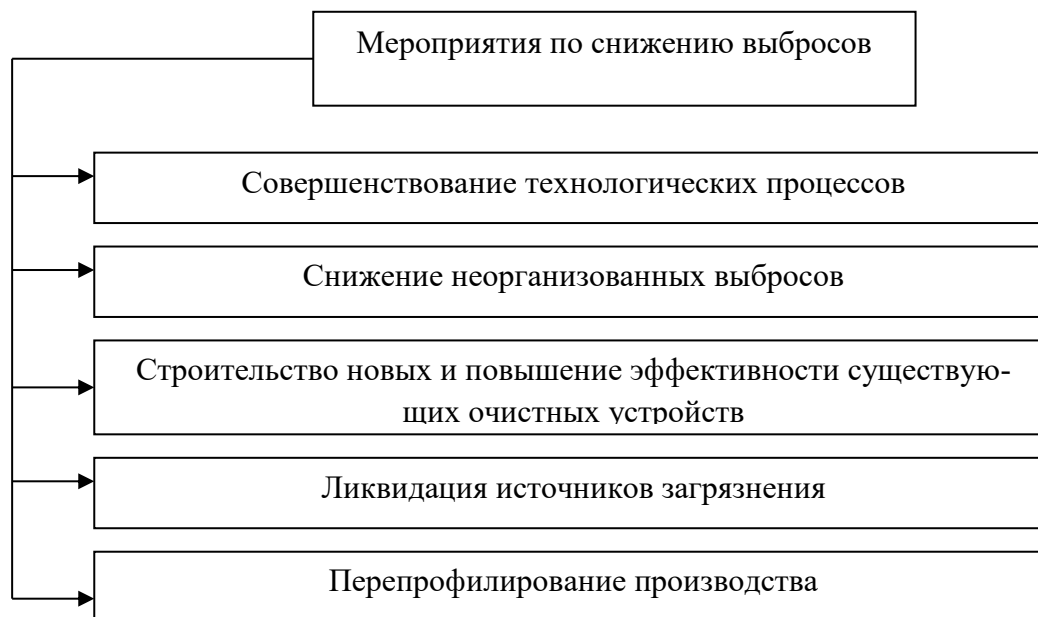 Мероприятия по снижению выбросов
Совершенствование технологических процессов
Снижение неорганизованных выбросов
Строительство новых и повышение эффективности существую-
щих очистных устройств
Ликвидация источников загрязнения
Перепрофилирование производства